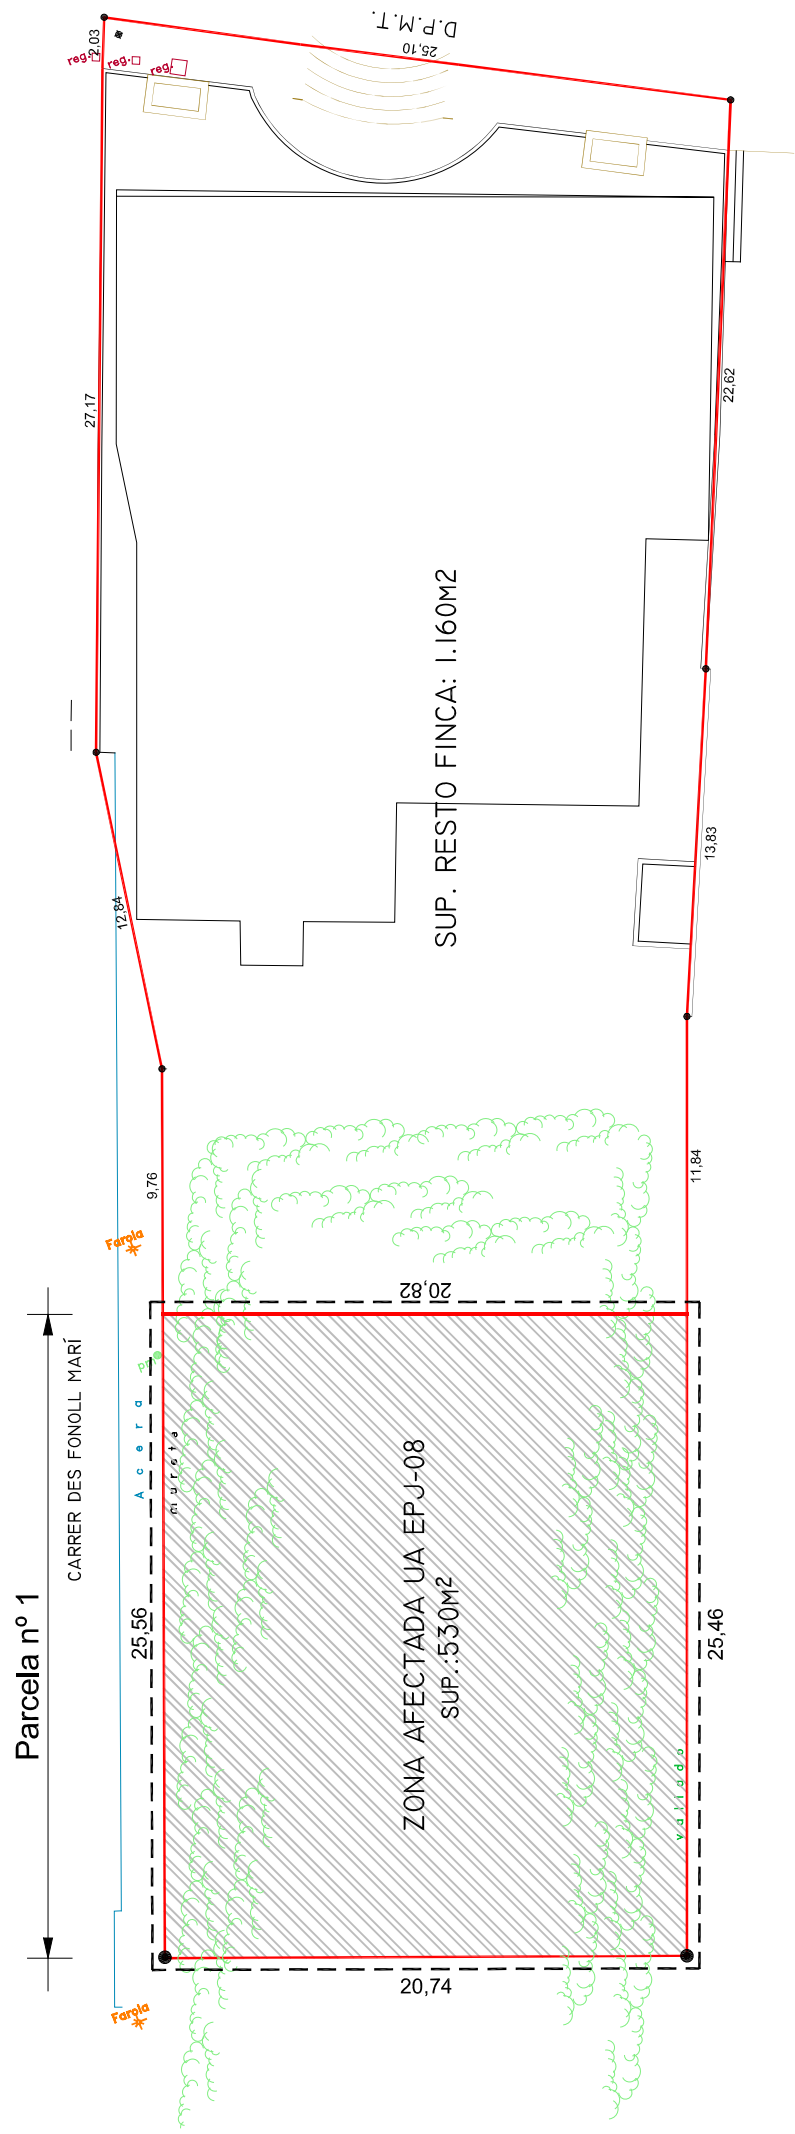 D.P.M.T.
25,10
2,03
reg.
reg.
reg.
27,17
22,62
SUP. RESTO FINCA: 1.160M2
13,83
12,84
9,76
11,84
Farola
20,82
CARRER DES FONOLL MARÍ
Acera
mureta
Parcela nº 1
25,56
ZONA AFECTADA UA EPJ-08
SUP.:530M2
25,46
vallado
20,74
Farola